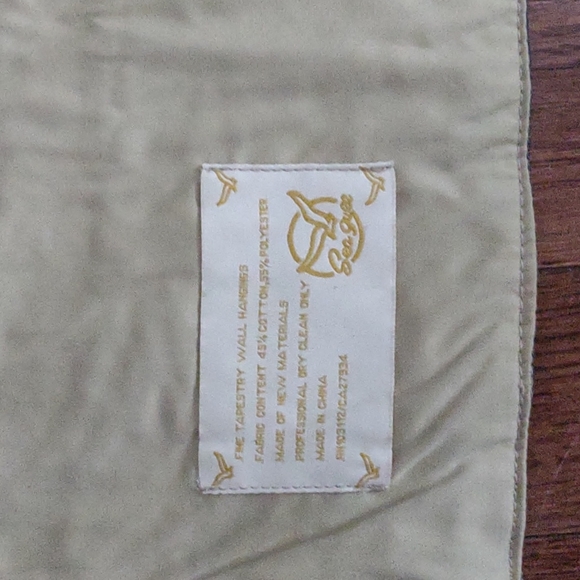 Sea Gull
FINE TAPESTRY WALL HANGINGS
FABRIC CONTENT 45% COTTON,55% POLYESTER
MADE OF NEW MATERIALS
PROFESSIONAL DRY CLEAN ONLY
MADE IN CHINA
RN103112/CA27934